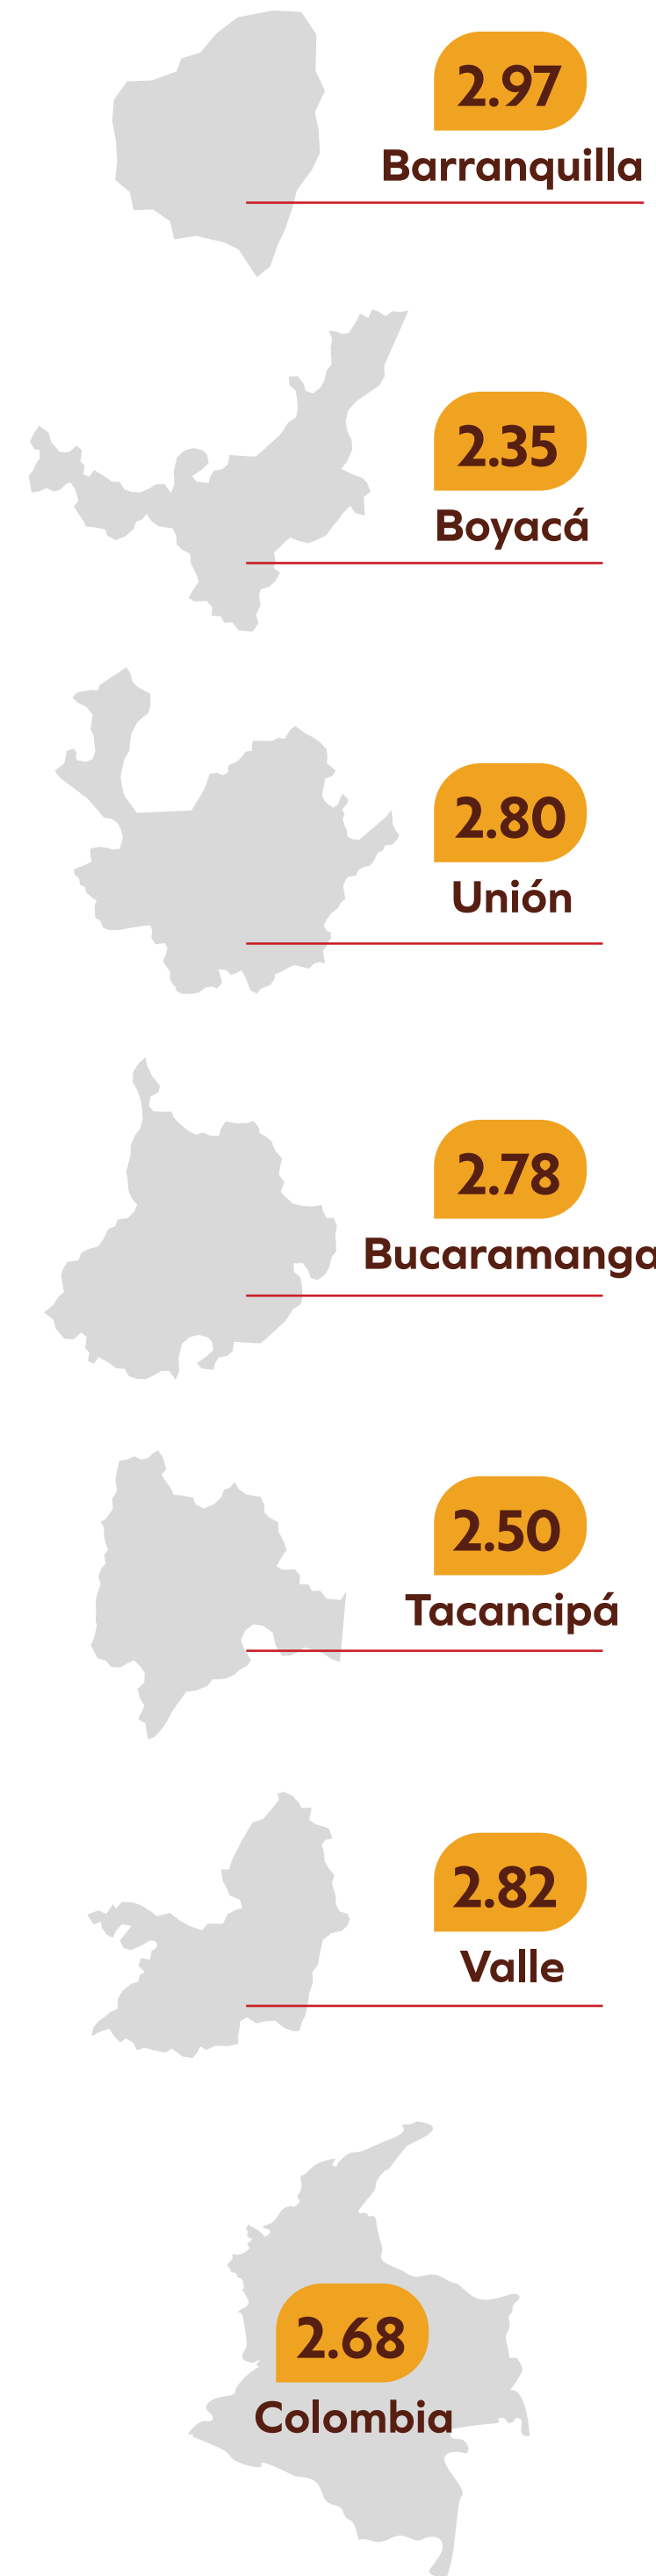 2.97
Barranquilla
2.35
Boyacá
2.80
Unión
2.78
Bucaramanga
2.50
Tacancipá
2.82
Valle
2.68
Colombia